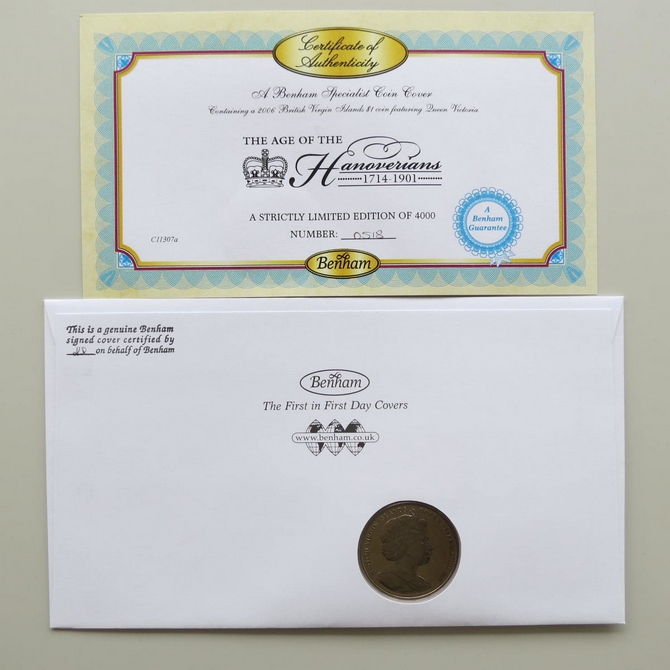 Certificate of
Authenticity
A Benham Specialist Coin Cover
Containing a 2006 British Virgin Islands $1 coin featuring Queen Victoria
THE AGE OF THE
Hanoverians
1714-1901
A STRICTLY LIMITED EDITION OF 4000
NUMBER: 0518
A
Benham
Guarantee
C11307a
Benham
This is a genuine Benham
signed cover certified by
on behalf of Benham
Benham
The First in First Day Covers
www.benham.co.uk